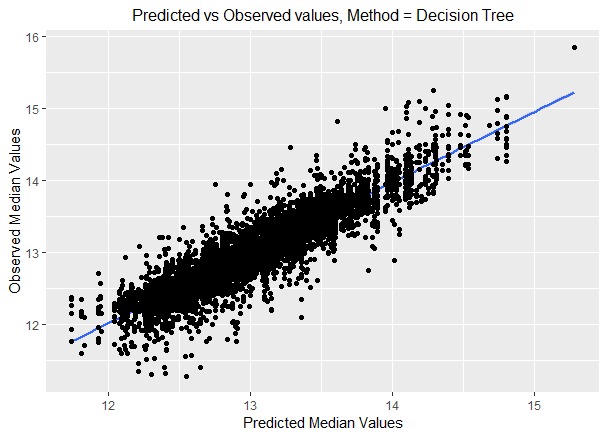 Predicted vs Observed values, Method = Decision Tree
Observed Median Values
16
15
14
13
12
12 13 14 15
Predicted Median Values